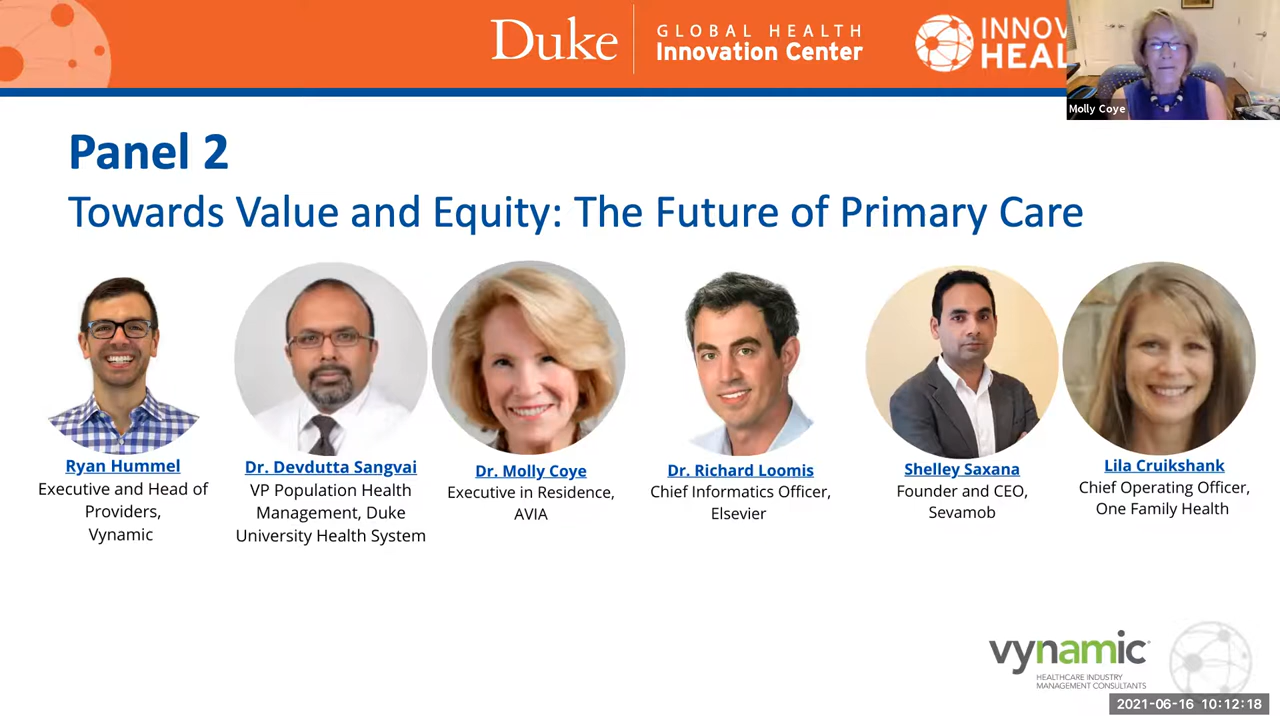 Duke
GLOBAL HEALTH
Innovation Center
INNOV
HEAL
Molly Coye
Panel 2
Towards Value and Equity: The Future of Primary Care
Ryan Hummel
Executive and Head of
Providers,
Vynamic
Dr. Devdutta Sangvai
VP Population Health
Management, Duke
University Health System
Dr. Molly Coye
Executive in Residence,
AVIA
Dr. Richard Loomis
Chief Informatics Officer,
Elsevier
Shelley Saxana
Founder and CEO,
Sevamob
Lila Cruikshank
Chief Operating Officer,
One Family Health
vynamic
HEALTHCARE INDUSTRY
MANAGEMENT CONSULTANTS
2021-06-16 10:12:18